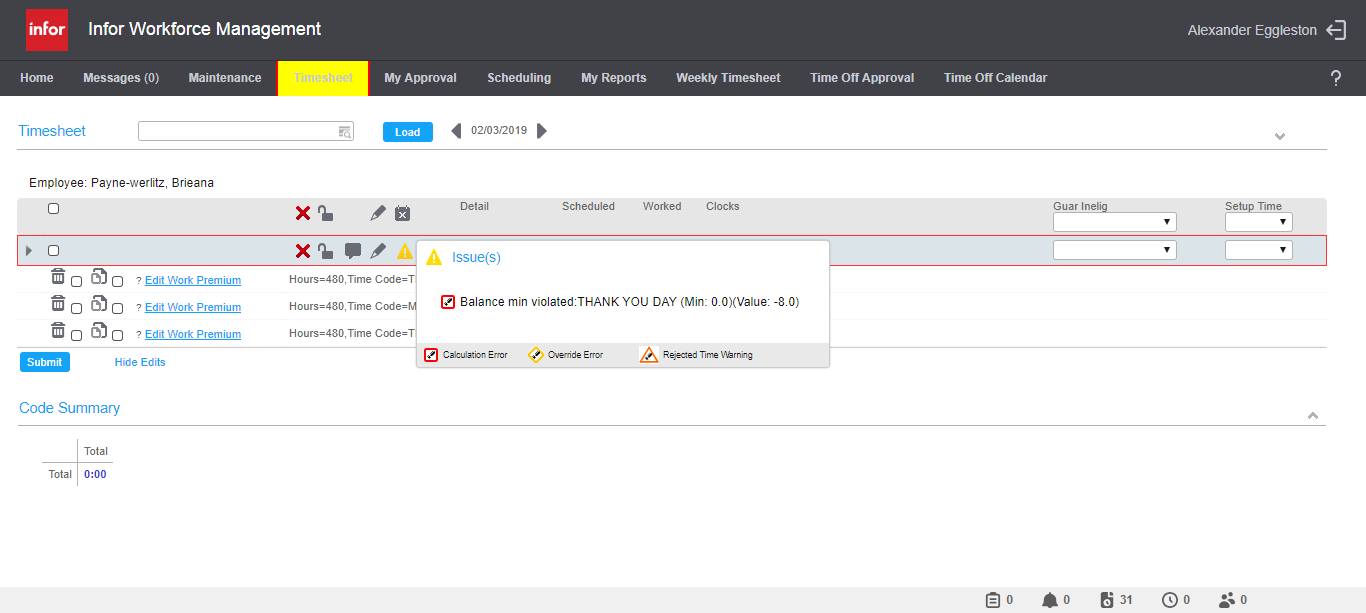 infor Infor Workforce Management Alexander Eggleston
Home Messages (0) Maintenance Timesheet My Approval Scheduling My Reports Weekly Timesheet Time Off Approval Time Off Calendar ?
Timesheet Load 02/03/2019
Employee: Payne-werlitz, Brieana
Detail Scheduled Worked Clocks Guar Inelig Setup Time
Issue(s)
? Edit Work Premium Hours=480,Time Code=T
Balance min violated:THANK YOU DAY (Min: 0.0)(Value: -8.0)
? Edit Work Premium Hours=480,Time Code=M
? Edit Work Premium Hours=480,Time Code=T
Calculation Error Override Error Rejected Time Warning
Submit Hide Edits
Code Summary
Total
Total 0:00
0 0 31 0 0